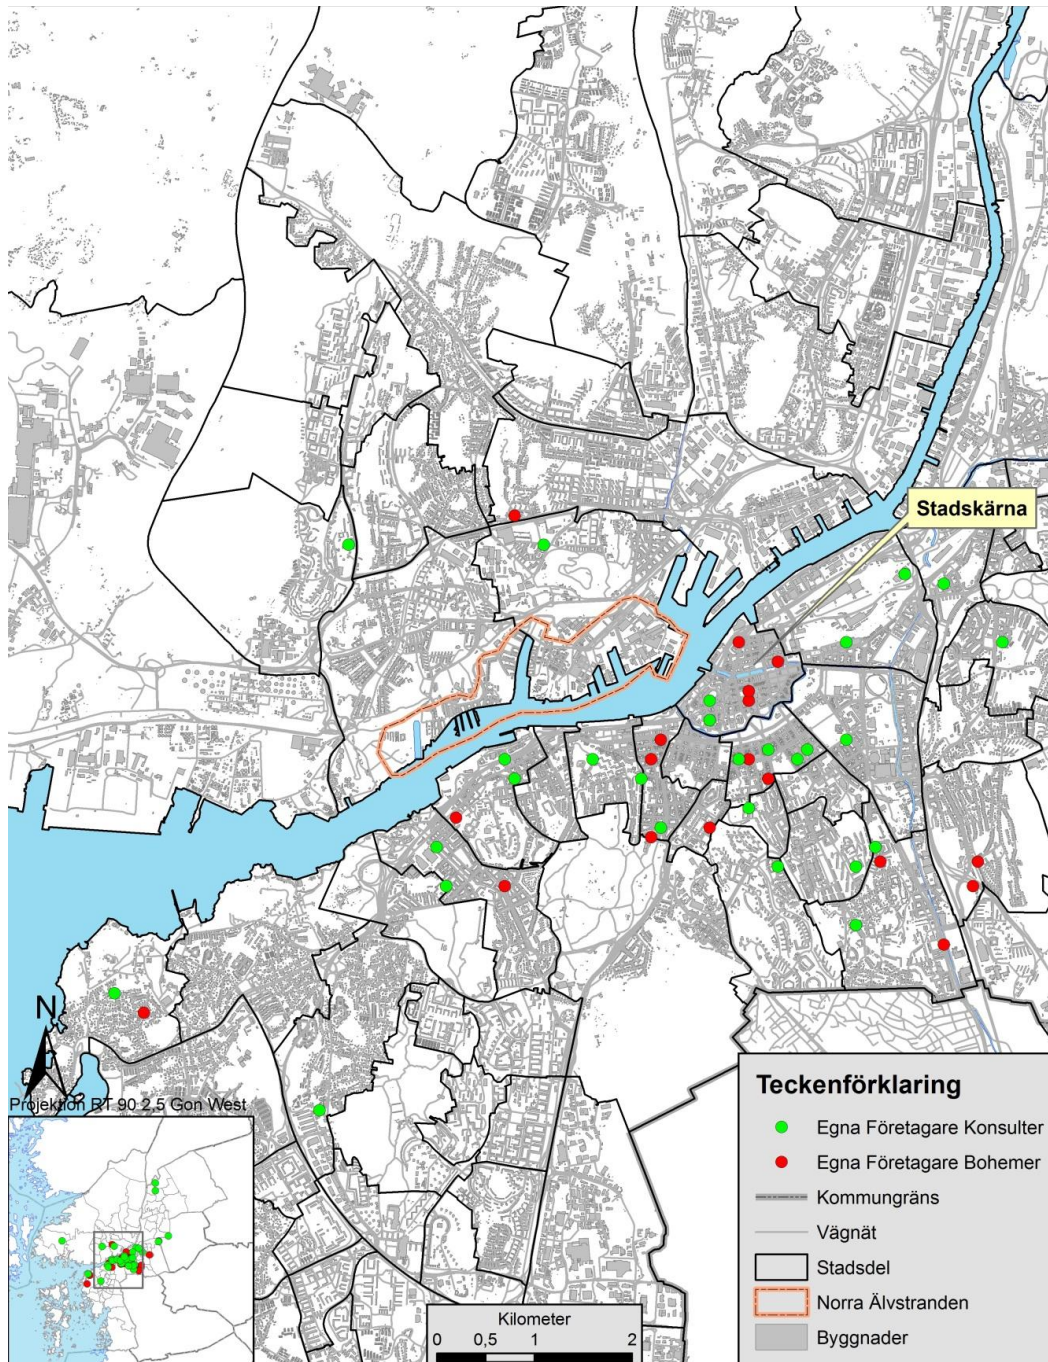 Stadskärna
N
Projektion RT 90 2,5 Gon West
Teckenförklaring
Egna Företagare Konsulter
Egna Företagare Bohemer
Kommungräns
Vägnät
Stadsdel
Norra Älvstranden
Byggnader
Kilometer
0 0,5 1 2